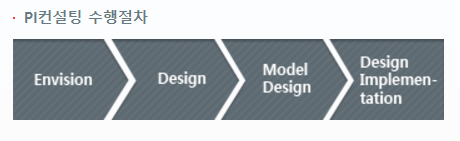 · PI컨설팅 수행절차
Envision
Design
Model
Design
Design
Implemen-
tation